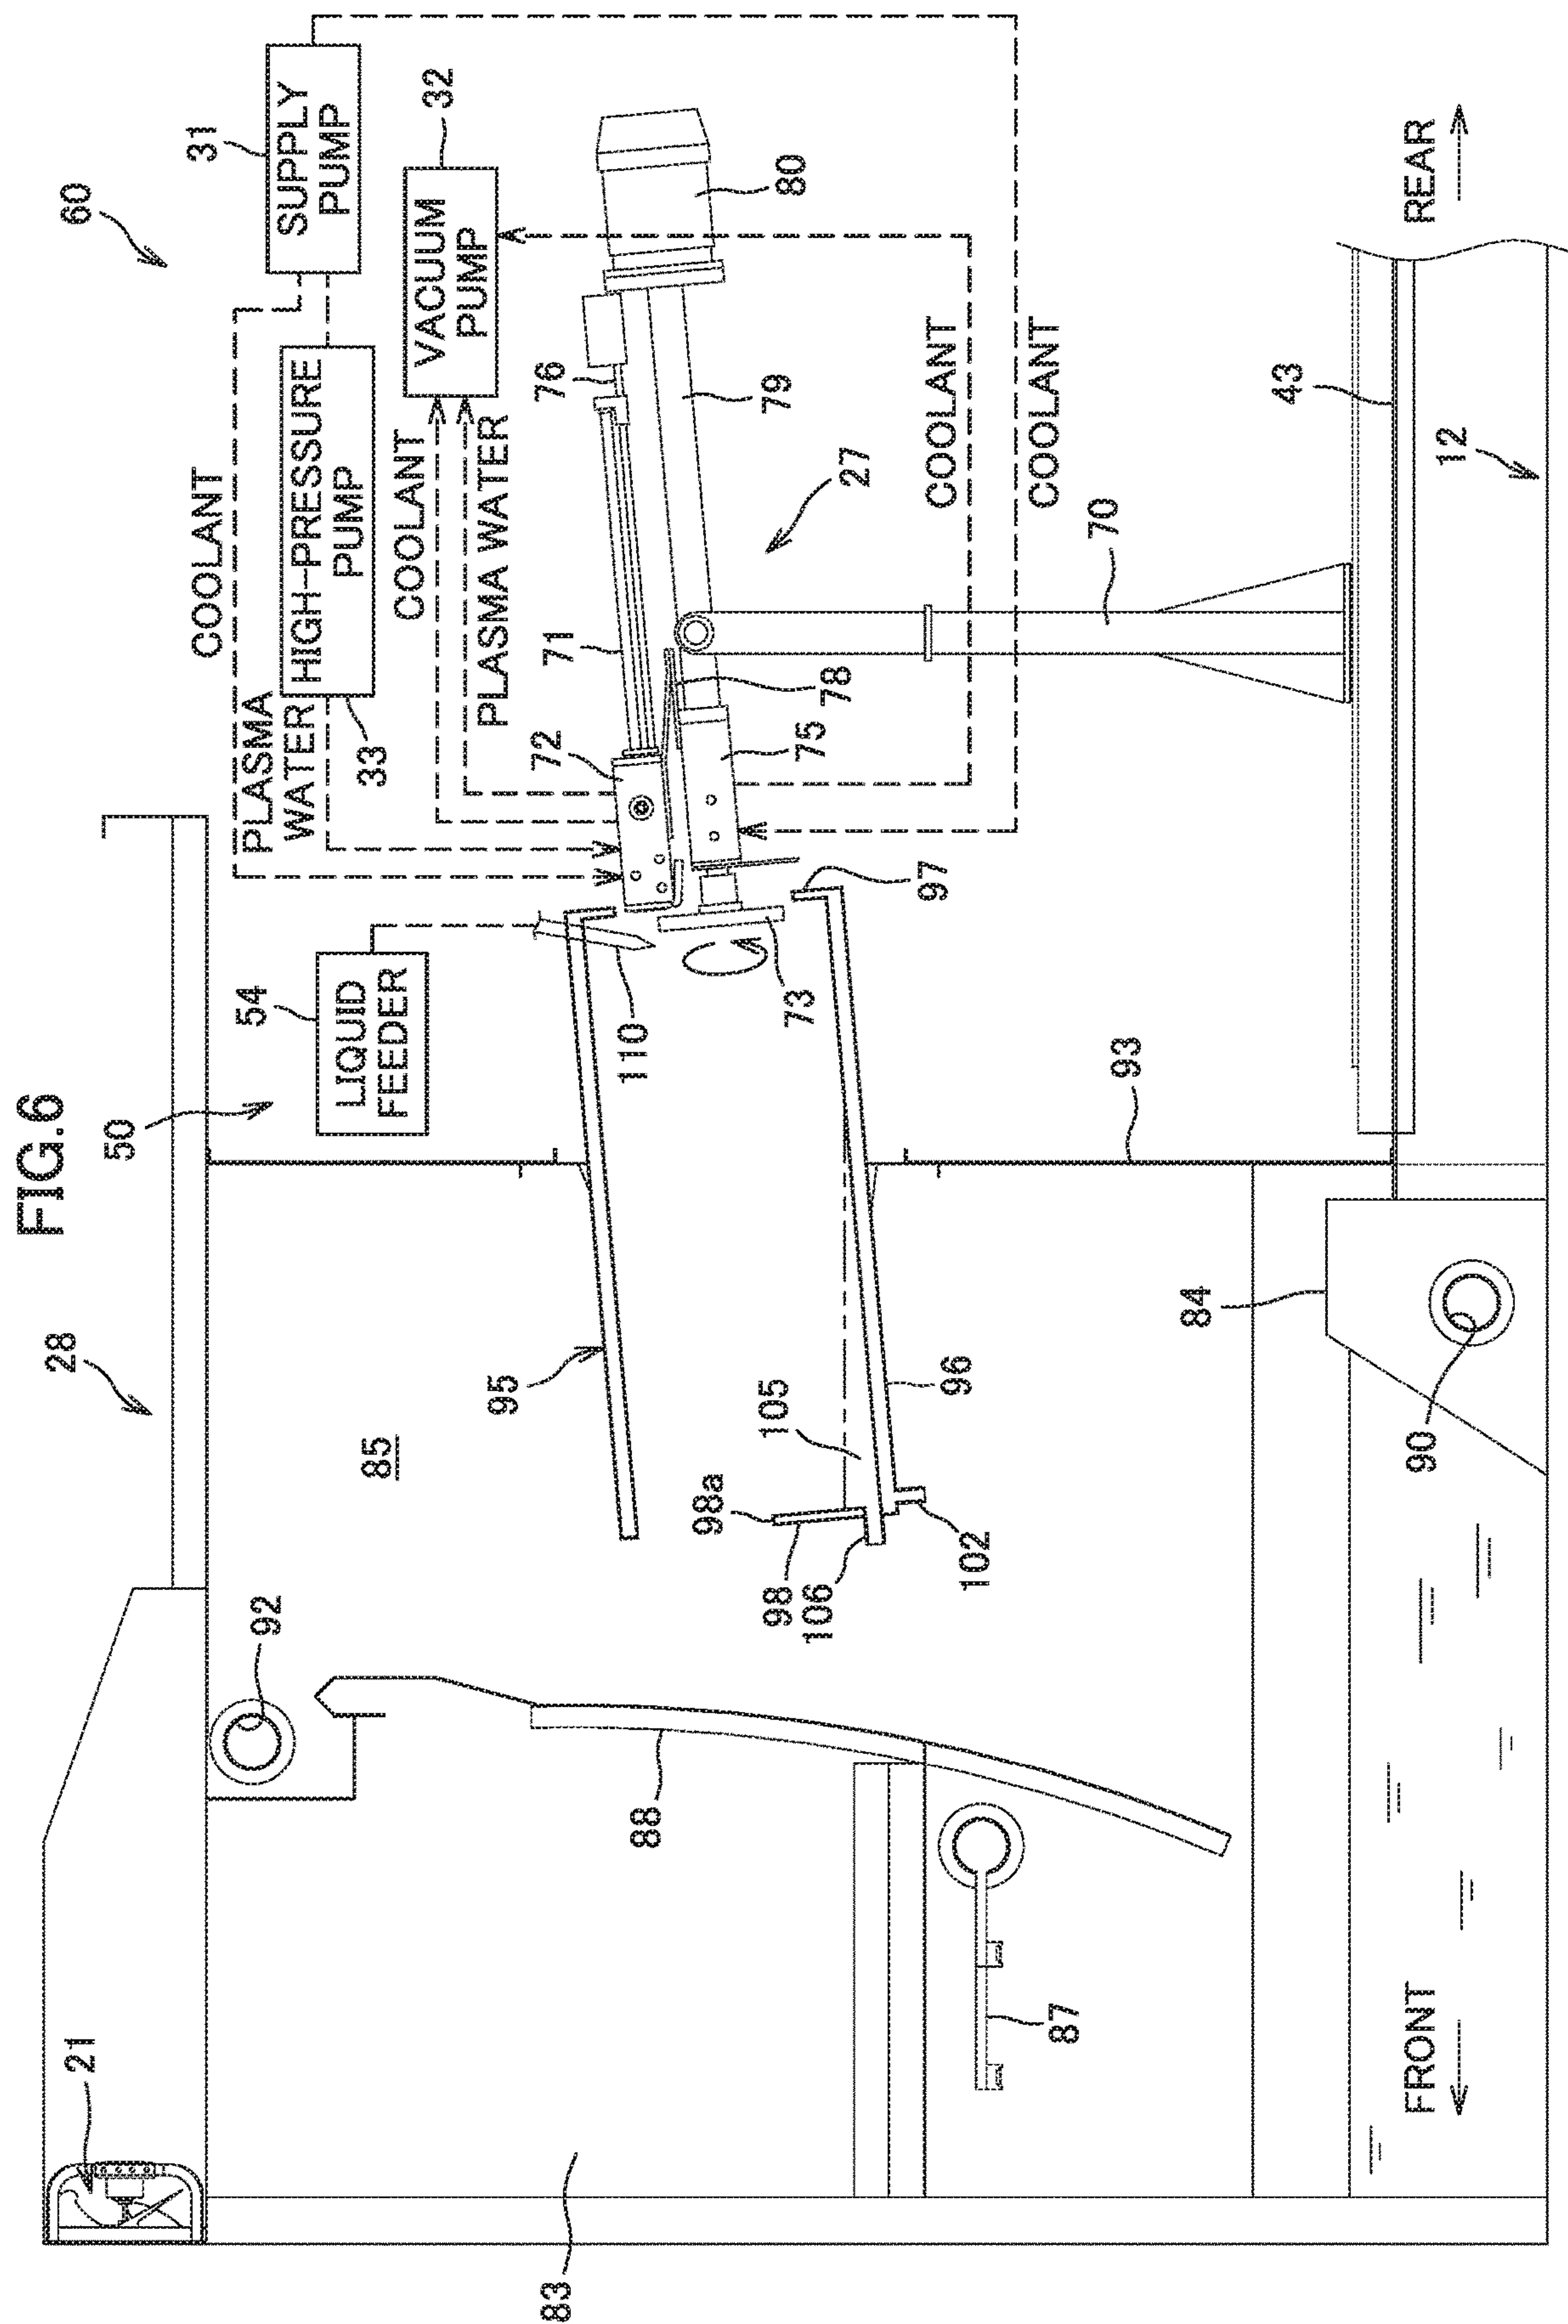 FIG.6
28
50
60
21
92
54
31
COOLANT
PLASMA
WATER
SUPPLY
PUMP
HIGH-PRESSURE
PUMP
33
LIQUID
FEEDER
85
32
COOLANT
PLASMA WATER
VACUUM
PUMP
83
95
72
71
76
88
110
98a
98
106
105
73
75
78
79
80
27
102
96
97
COOLANT
COOLANT
87
93
70
84
43
FRONT
90
12
REAR